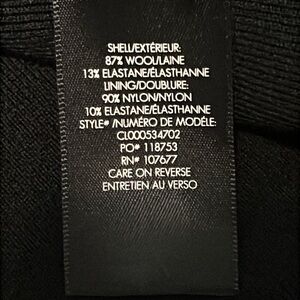 SHELL/EXTÉRIEUR:
87% WOOL/LAINE
13% ELASTANE/ÉLASTHANNE
LINING/DOUBLURE:
90% NYLON/NYLON
10% ELASTANE/ÉLASTHANNE
STYLE# /NUMÉRO DE MODÈLE:
CL000534702
PO# 118753
RN# 107677
CARE ON REVERSE
ENTRETIEN AU VERSO